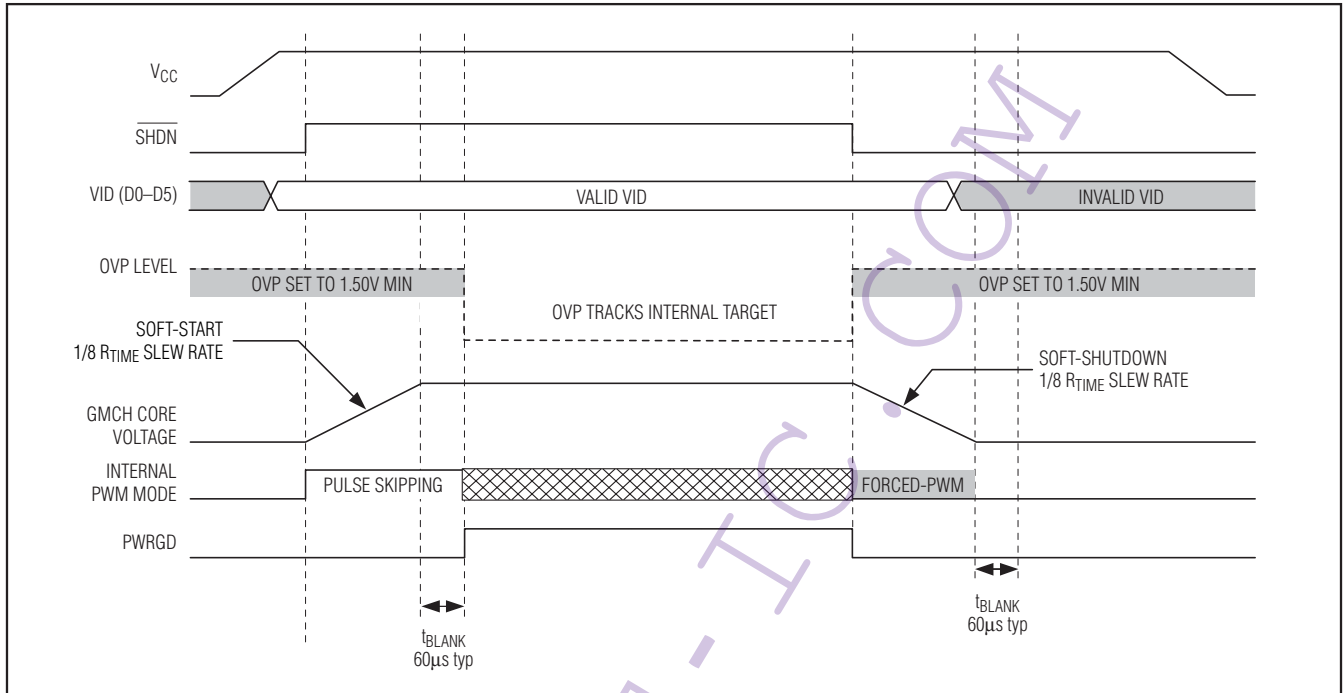 VCC
SHDN
VID (D0–D5)
VALID VID
INVALID VID
OVP LEVEL
OVP SET TO 1.50V MIN
OVP TRACKS INTERNAL TARGET
OVP SET TO 1.50V MIN
SOFT-START
1/8 RTIME SLEW RATE
SOFT-SHUTDOWN
1/8 RTIME SLEW RATE
GMCH CORE
VOLTAGE
INTERNAL
PWM MODE
PULSE SKIPPING
FORCED-PWM
PWRGD
tBLANK
60μs typ
tBLANK
60μs typ
-IC.COM